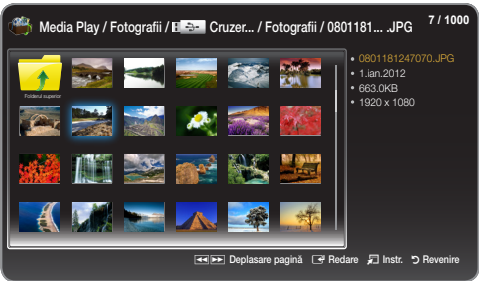 Media Play / Fotografii / Cruzer... / Fotografii / 0801181... .JPG
7 / 1000
Folderul superior
0801181247070.JPG
1.ian.2012
663.0KB
1920 x 1080
Deplasare pagină Redare Instr. Revenire